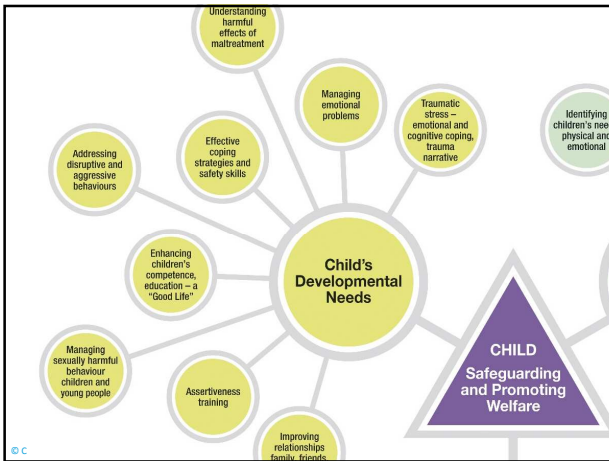 Understanding
harmful
effects of
maltreatment
Managing
emotional
problems
Traumatic
stress –
emotional and
cognitive coping,
trauma
narrative
Identifying
children's
physical and
emotional
Effective
coping
strategies and
safety skills
Addressing
disruptive and
aggressive
behaviours
Enhancing
children's
competence,
education – a
"Good Life"
Child's
Developmental
Needs
Managing
sexually harmful
behaviour
children and
young people
Assertiveness
training
Improving
relationships
family, friends
CHILD
Safeguarding
and Promoting
Welfare
© C